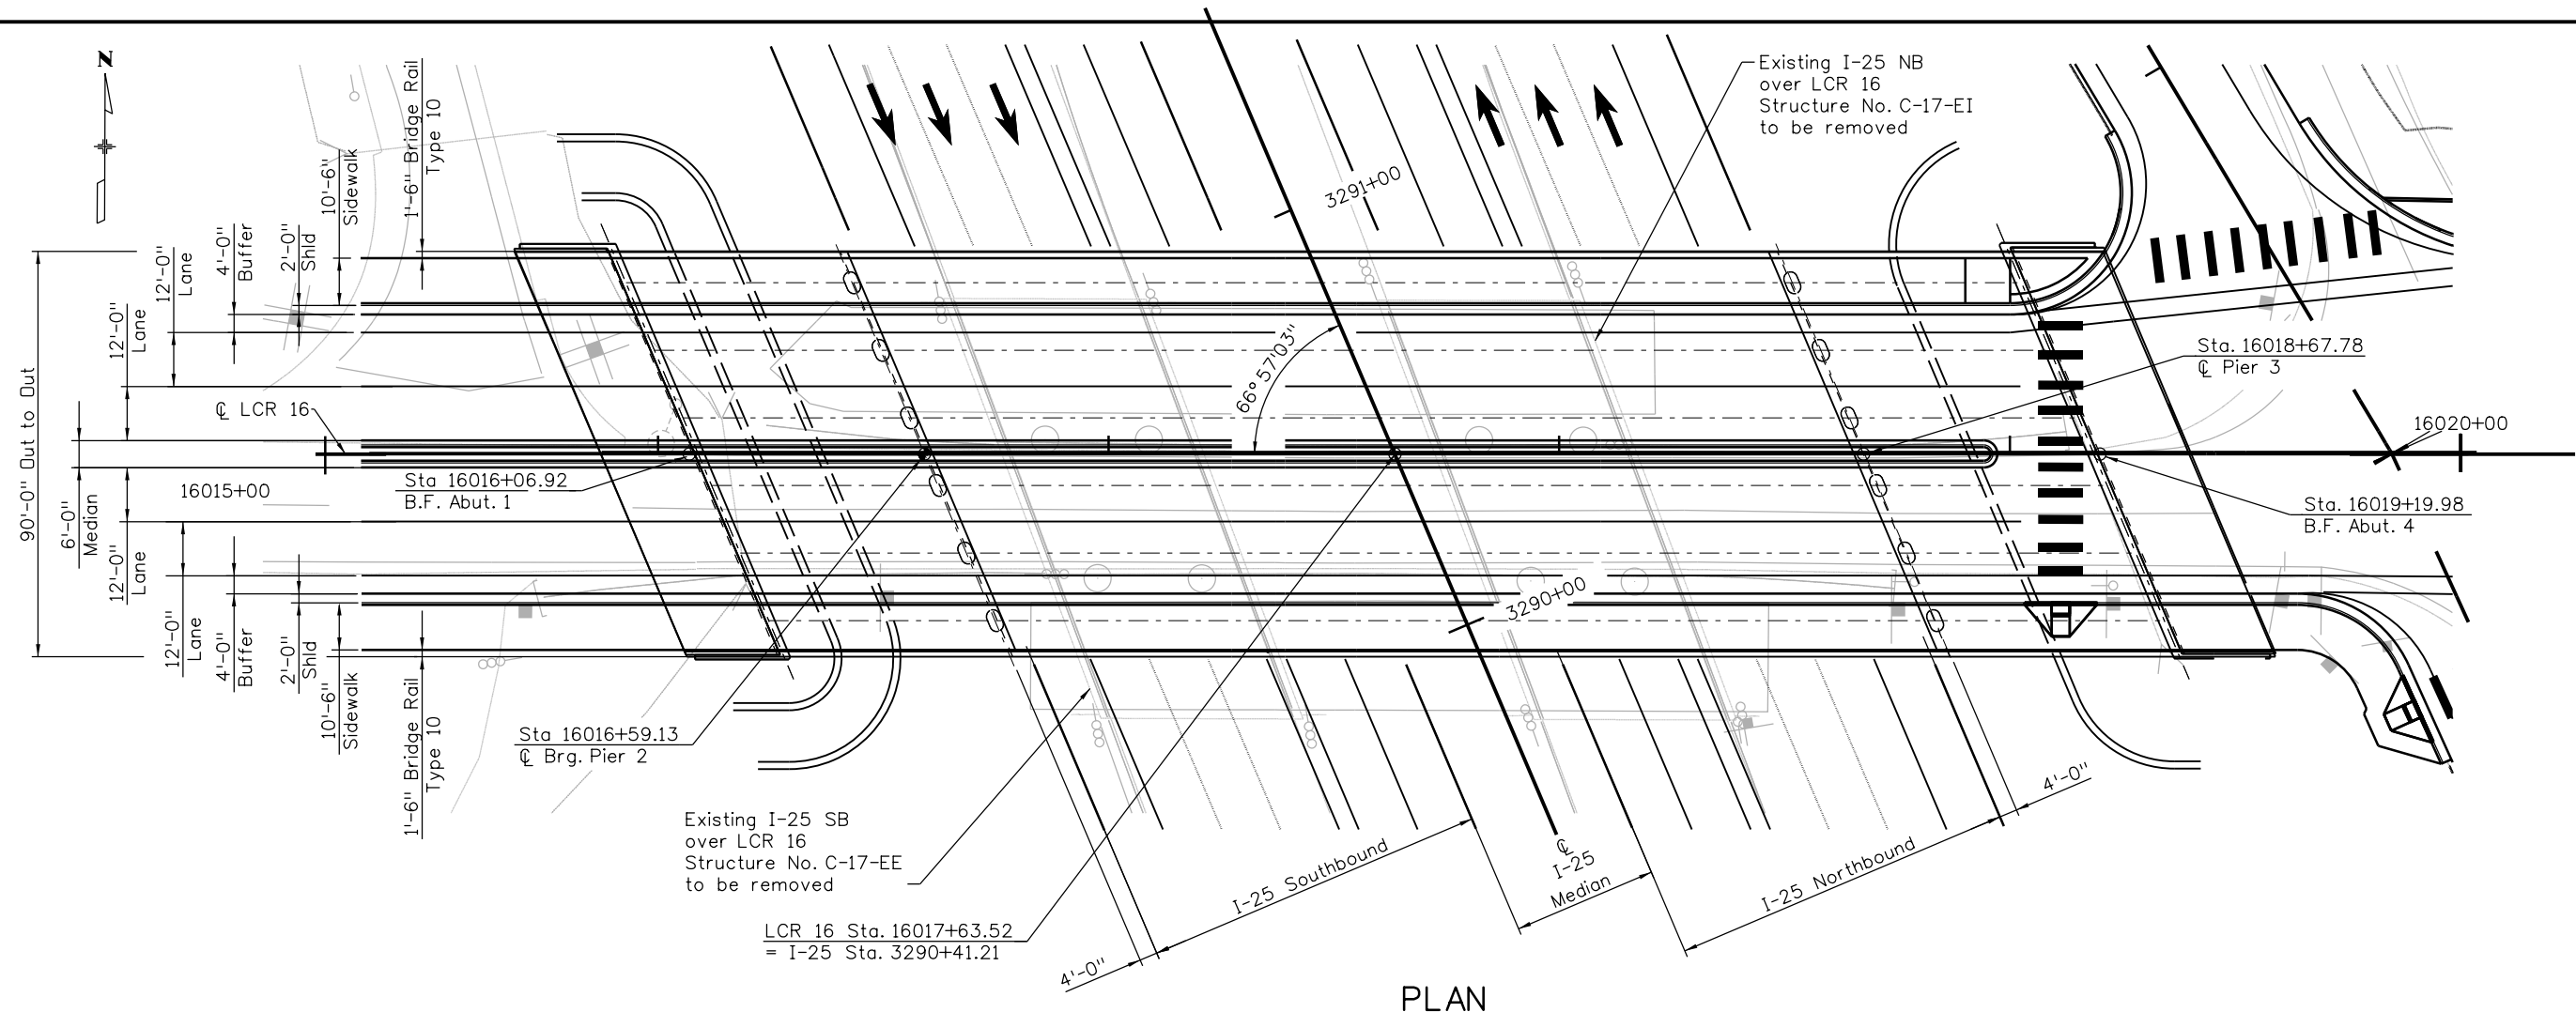 N
1'-6" Bridge Rail
Type 10
10'-6"
Sidewalk
2'-0"
Shld
4'-0"
Buffer
12'-0"
Lane
12'-0"
Lane
90'-0" Out to Out
6'-0"
Median
12'-0"
Lane
12'-0"
Lane
4'-0"
Buffer
2'-0"
Shld
10'-6"
Sidewalk
1'-6" Bridge Rail
Type 10
℄ LCR 16
16015+00
Sta 16016+06.92
B.F. Abut. 1
Sta 16016+59.13
℄ Brg. Pier 2
Existing I-25 SB
over LCR 16
Structure No. C-17-EE
to be removed
LCR 16 Sta. 16017+63.52
= I-25 Sta. 3290+41.21
66° 57'03"
3291+00
3290+00
Existing I-25 NB
over LCR 16
Structure No. C-17-EI
to be removed
Sta. 16018+67.78
℄ Pier 3
16020+00
Sta. 16019+19.98
B.F. Abut. 4
4'-0"
I-25 Southbound
℄
I-25
Median
I-25 Northbound
4'-0"
PLAN